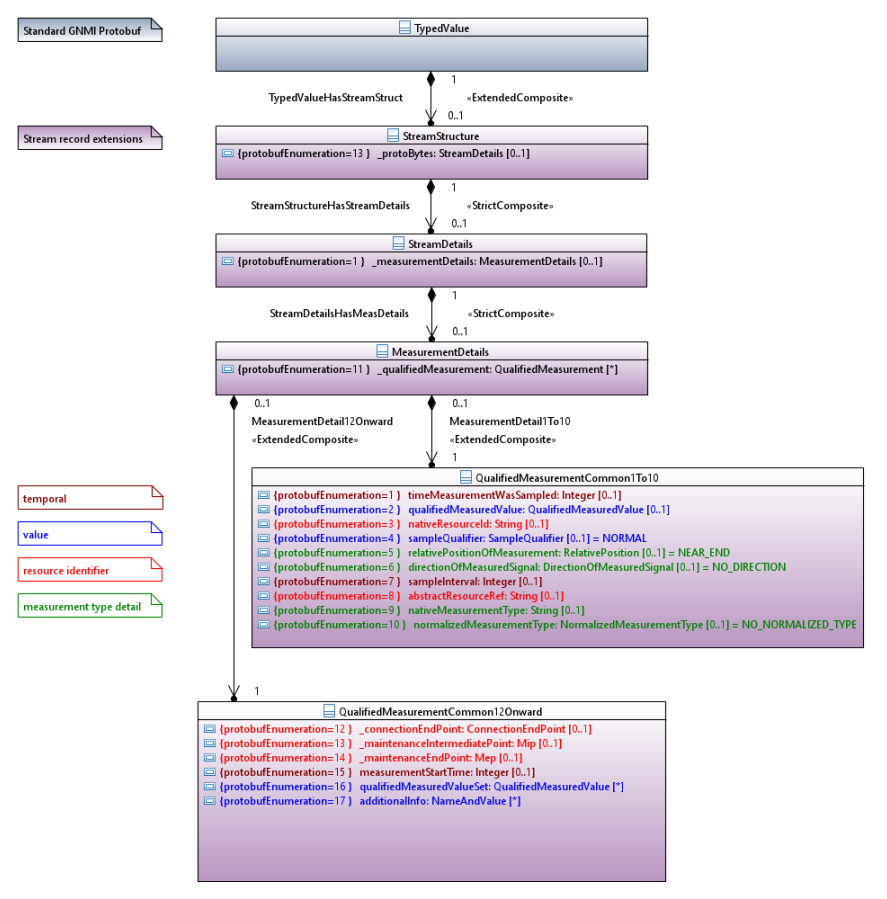 Standard GNMI Protobuf
TypedValue
1
TypedValueHasStreamStruct
«ExtendedComposite»
0..1
Stream record extensions
StreamStructure
{protobufEnumeration=13 } _protoBytes: StreamDetails [0..1]
1
StreamStructureHasStreamDetails
«StrictComposite»
0..1
StreamDetails
{protobufEnumeration=1 } _measurementDetails: MeasurementDetails [0..1]
1
StreamDetailsHasMeasDetails
«StrictComposite»
0..1
MeasurementDetails
{protobufEnumeration=11 } _qualifiedMeasurement: QualifiedMeasurement [*]
0..1
0..1
MeasurementDetail12Onward
MeasurementDetail1To10
«ExtendedComposite»
«ExtendedComposite»
1
QualifiedMeasurementCommon1To10
{protobufEnumeration=1 } timeMeasurementWasSampled: Integer [0..1]
{protobufEnumeration=2 } qualifiedMeasuredValue: QualifiedMeasuredValue [0..1]
{protobufEnumeration=3 } nativeResourceId: String [0..1]
{protobufEnumeration=4 } sampleQualifier: SampleQualifier [0..1] = NORMAL
{protobufEnumeration=5 } relativePositionOfMeasurement: RelativePosition [0..1] = NEAR_END
{protobufEnumeration=6 } directionOfMeasuredSignal: DirectionOfMeasuredSignal [0..1] = NO_DIRECTION
{protobufEnumeration=7 } sampleInterval: Integer [0..1]
{protobufEnumeration=8 } abstractResourceRef: String [0..1]
{protobufEnumeration=9 } nativeMeasurementType: String [0..1]
{protobufEnumeration=10 } normalizedMeasurementType: NormalizedMeasurementType [0..1] = NO_NORMALIZED_TYPE
temporal
value
resource identifier
measurement type detail
1
QualifiedMeasurementCommon12Onward
{protobufEnumeration=12 } _connectionEndPoint: ConnectionEndPoint [0..1]
{protobufEnumeration=13 } _maintenanceIntermediatePoint: Mip [0..1]
{protobufEnumeration=14 } _maintenanceEndPoint: Mep [0..1]
{protobufEnumeration=15 } measurementStartTime: Integer [0..1]
{protobufEnumeration=16 } qualifiedMeasuredValueSet: QualifiedMeasuredValue [*]
{protobufEnumeration=17 } additionalInfo: NameAndValue [*]